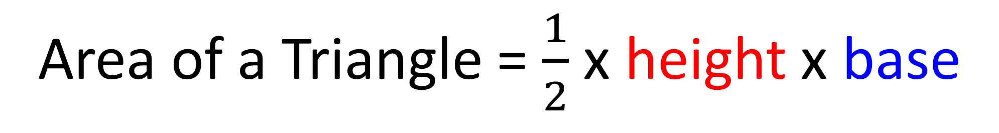 Area of a Triangle = 1/2 x height x base